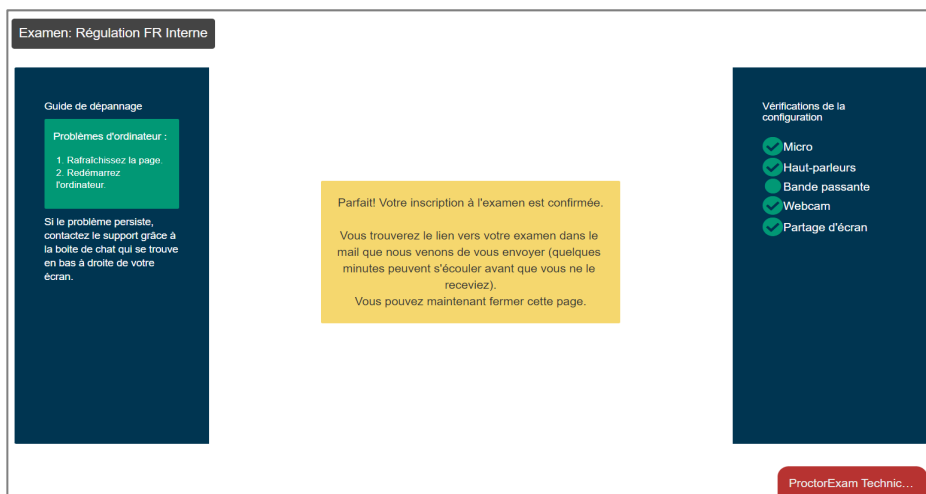 Examen: Régulation FR Interne
Guide de dépannage
Problèmes d'ordinateur :
1. Rafraîchissez la page.
2. Redémarrez
l'ordinateur.
Si le problème persiste,
contactez le support grâce à
la boite de chat qui se trouve
en bas à droite de votre
écran.
Parfait! Votre inscription à l'examen est confirmée.
Vous trouverez le lien vers votre examen dans le
mail que nous venons de vous envoyer (quelques
minutes peuvent s'écouler avant que vous ne le
receviez).
Vous pouvez maintenant fermer cette page.
Vérifications de la
configuration
Micro
Haut-parleurs
Bande passante
Webcam
Partage d'écran
ProctorExam Technic...